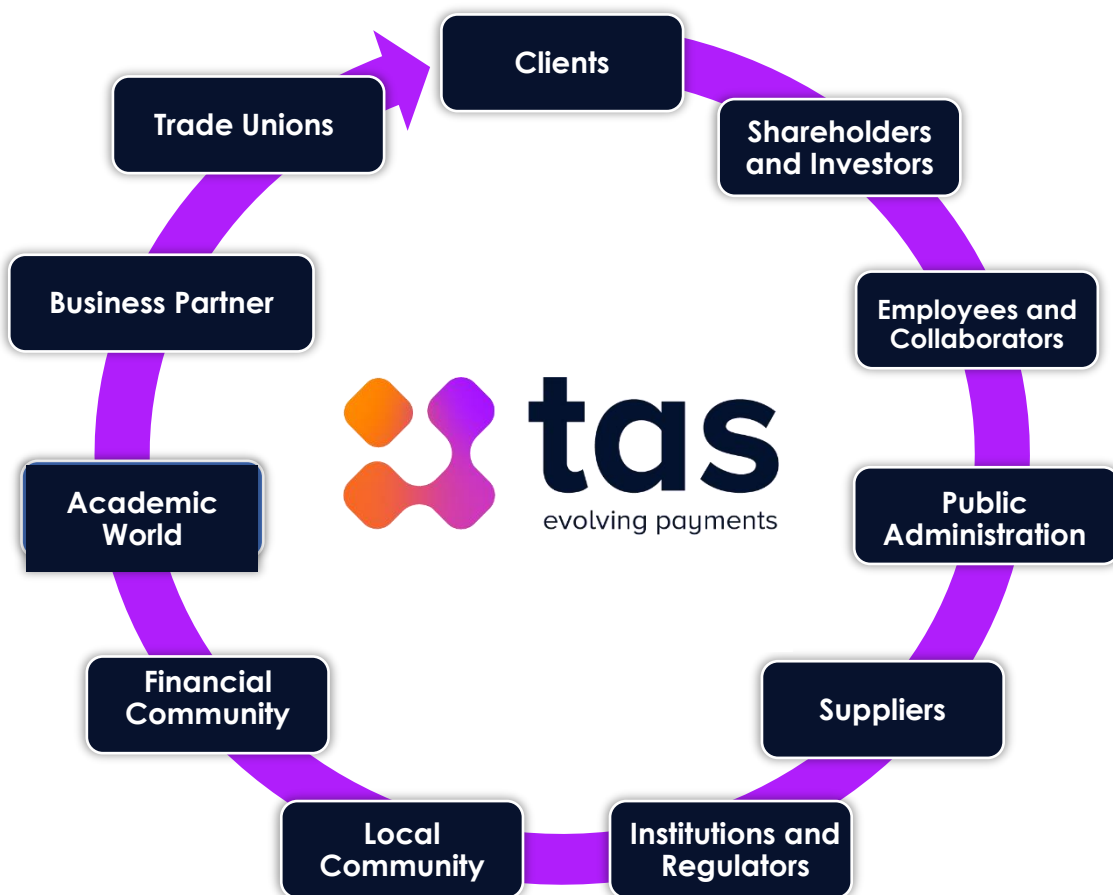 Clients
Shareholders
and Investors
Employees and
Collaborators
Public
Administration
Suppliers
Institutions and
Regulators
Local
Community
Financial
Community
Academic
World
Business Partner
Trade Unions
tas
evolving payments